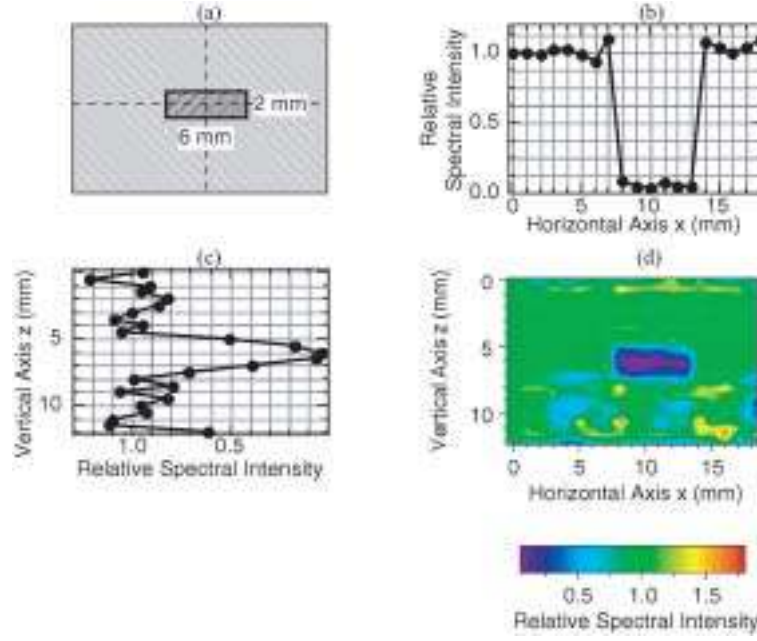 (a)
2 mm
6 mm
(b)
Relative
Spectral Intensity
1.0
0.5
0.0
0 5 10 15
Horizontal Axis x (mm)
(c)
Vertical Axis z (mm)
5
10
1.0 0.5
Relative Spectral Intensity
(d)
Vertical Axis z (mm)
0
5
10
0 5 10 15
Horizontal Axis x (mm)
0.5 1.0 1.5
Relative Spectral Intensity